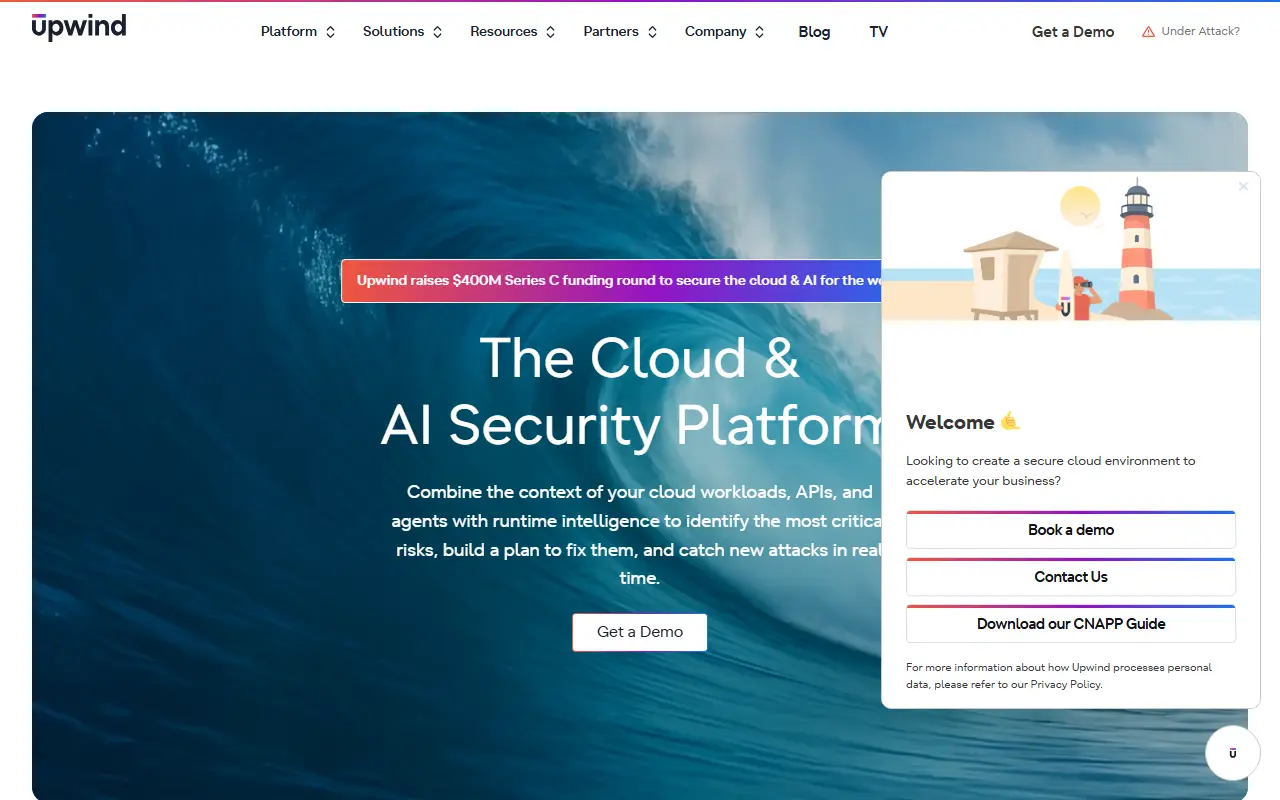 upwind
Platform
Solutions
Resources
Partners
Company
Blog
TV
Get a Demo
Under Attack?
Upwind raises $400M Series C funding round to secure the cloud & AI for the
The Cloud &
AI Security Platform
Combine the context of your cloud workloads, APIs, and
agents with runtime intelligence to identify the most critical
risks, build a plan to fix them, and catch new attacks in real
time.
Get a Demo
Welcome 🤙
Looking to create a secure cloud environment to
accelerate your business?
Book a demo
Contact Us
Download our CNAPP Guide
For more information about how Upwind processes personal
data, please refer to our Privacy Policy.